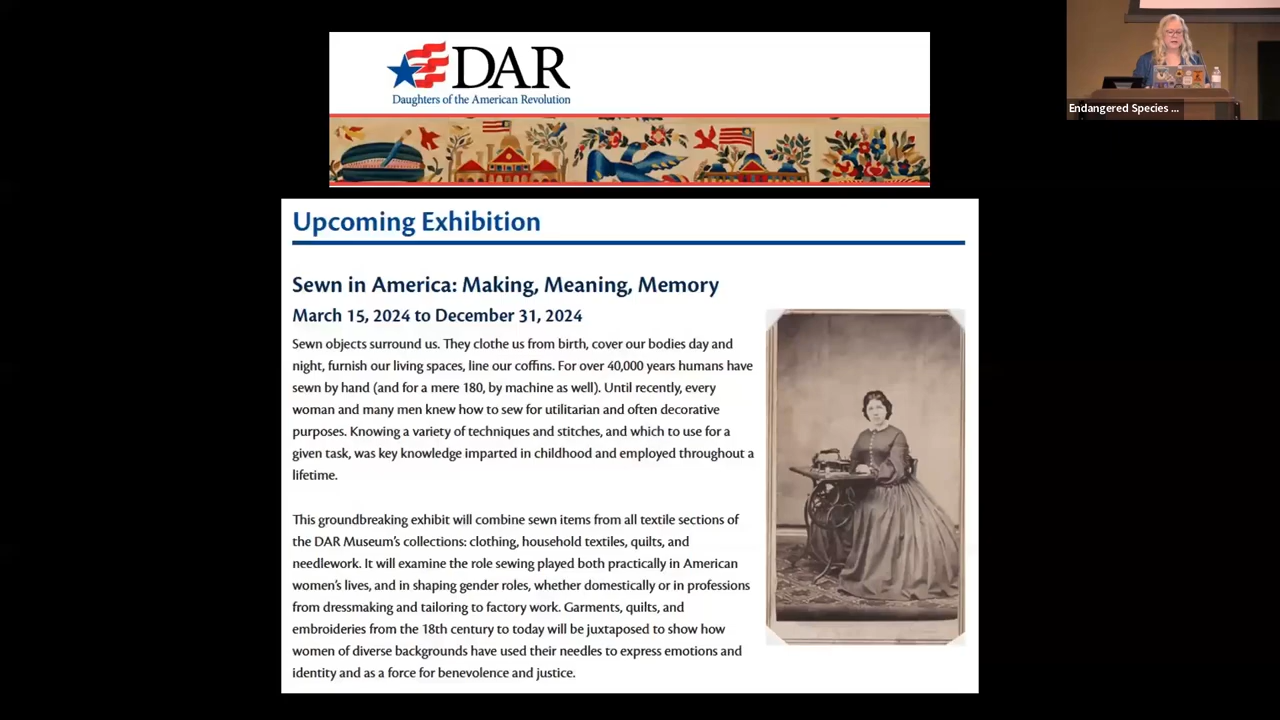 DAR
Daughters of the American Revolution
Endangered Species ...
Upcoming Exhibition
Sewn in America: Making, Meaning, Memory
March 15, 2024 to December 31, 2024
Sewn objects surround us. They clothe us from birth, cover our bodies day and
night, furnish our living spaces, line our coffins. For over 40,000 years humans have
sewn by hand (and for a mere 180, by machine as well). Until recently, every
woman and many men knew how to sew for utilitarian and often decorative
purposes. Knowing a variety of techniques and stitches, and which to use for a
given task, was key knowledge imparted in childhood and employed throughout a
lifetime.
This groundbreaking exhibit will combine sewn items from all textile sections of
the DAR Museum's collections: clothing, household textiles, quilts, and
needlework. It will examine the role sewing played both practically in American
women's lives, and in shaping gender roles, whether domestically or in professions
from dressmaking and tailoring to factory work. Garments, quilts, and
embroideries from the 18th century to today will be juxtaposed to show how
women of diverse backgrounds have used their needles to express emotions and
identity and as a force for benevolence and justice.